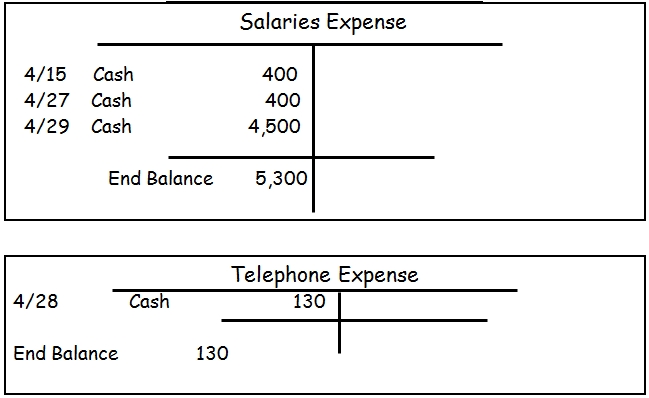 Salaries Expense
4/15 Cash 400
4/27 Cash 400
4/29 Cash 4,500
End Balance 5,300
Telephone Expense
4/28 Cash 130
End Balance 130